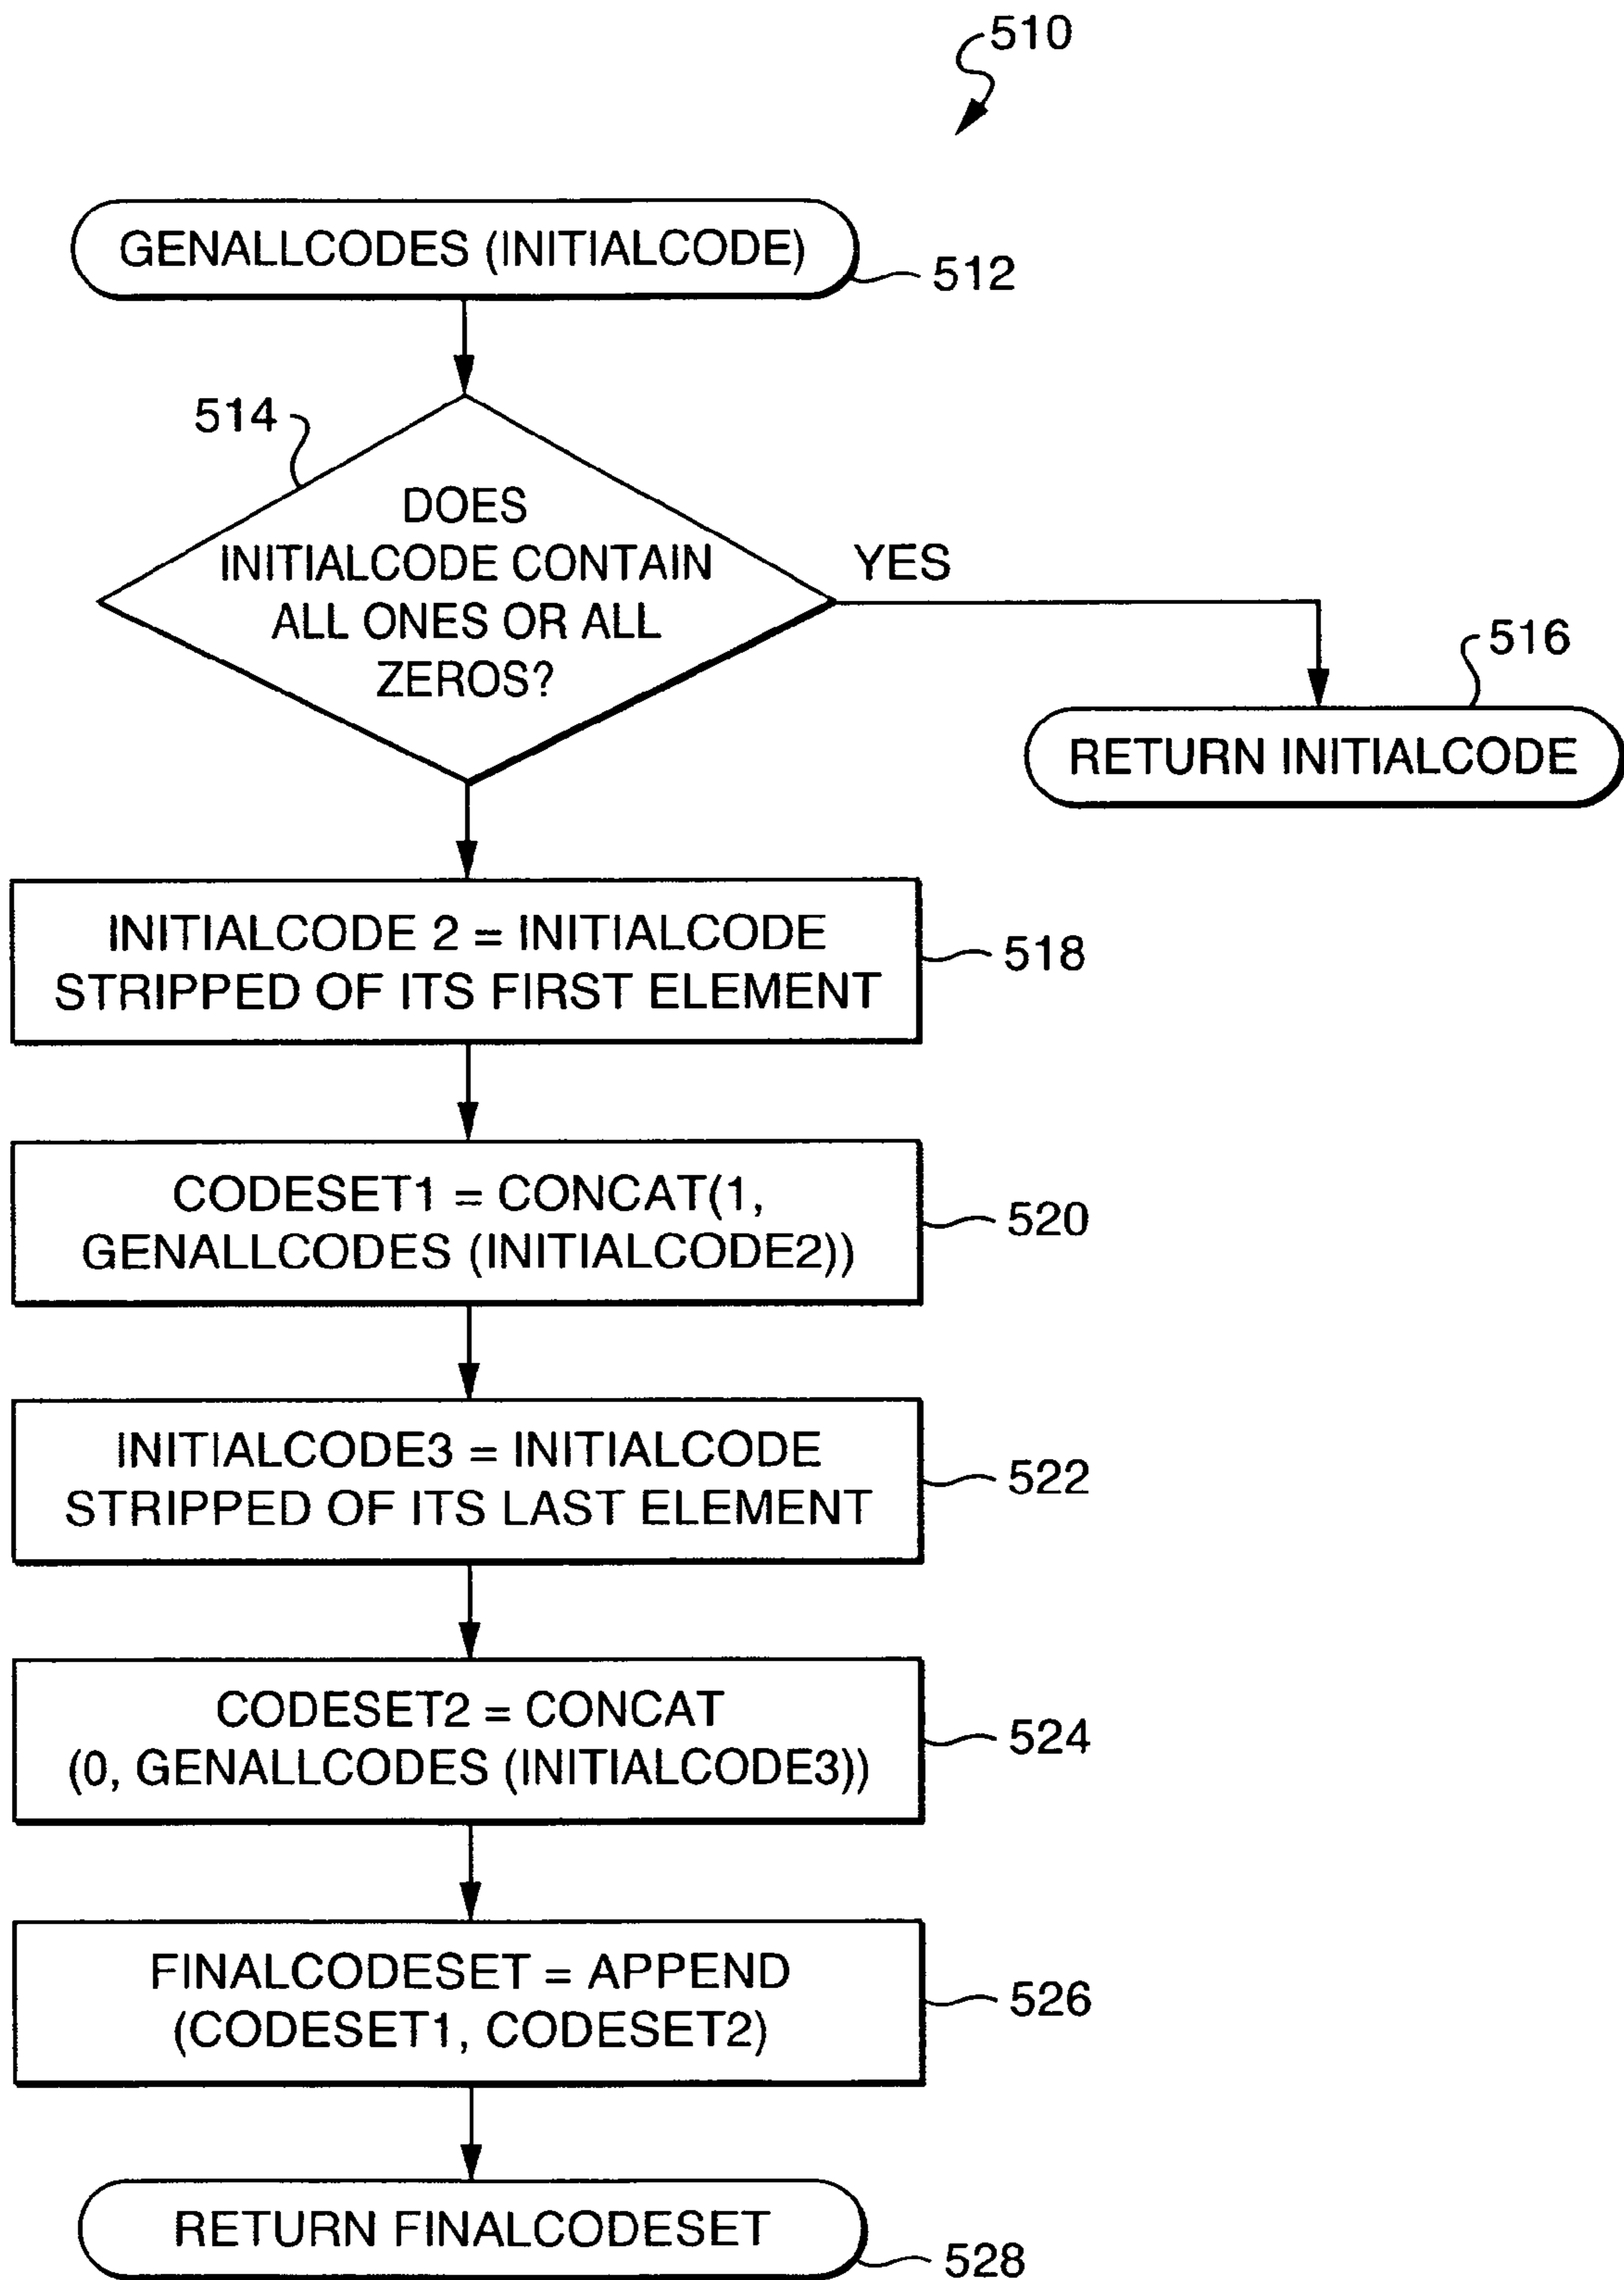 510
GENALLCODES (INITIALCODE)
512
514
DOES
INITIALCODE CONTAIN
ALL ONES OR ALL
ZEROS?
YES
516
RETURN INITIALCODE
INITIALCODE 2 = INITIALCODE
STRIPPED OF ITS FIRST ELEMENT
518
CODESET1 = CONCAT(1,
GENALLCODES (INITIALCODE2))
520
INITIALCODE3 = INITIALCODE
STRIPPED OF ITS LAST ELEMENT
522
CODESET2 = CONCAT
(0, GENALLCODES (INITIALCODE3))
524
FINALCODESET = APPEND
(CODESET1, CODESET2)
526
RETURN FINALCODESET
528